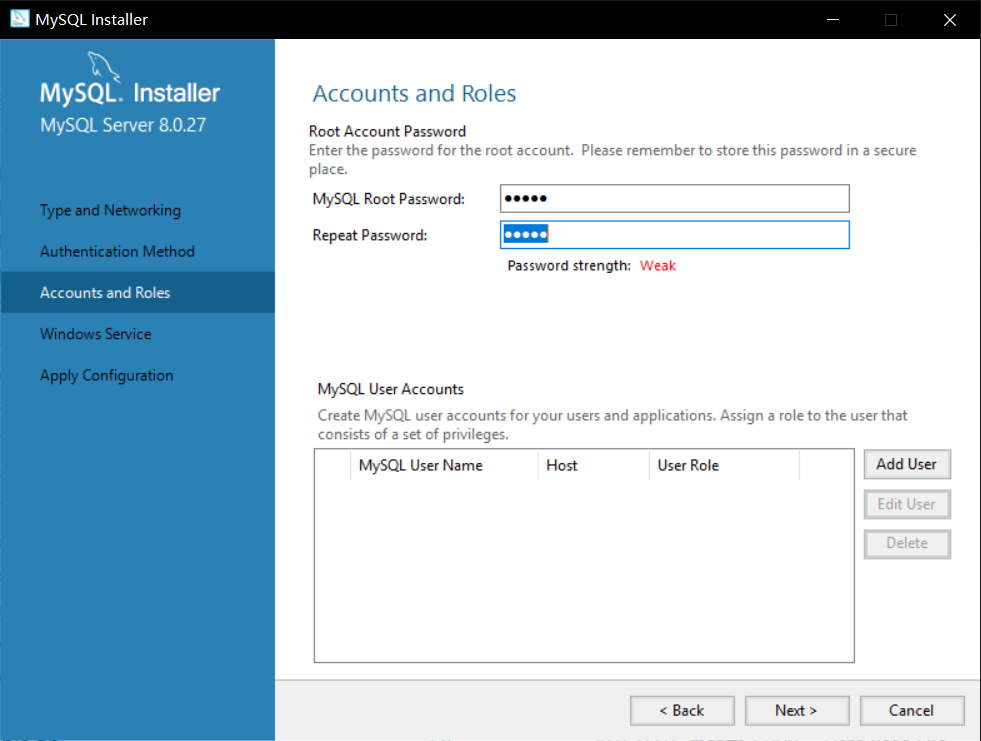 MySQL Installer
MySQL. Installer
MySQL Server 8.0.27
Type and Networking
Authentication Method
Accounts and Roles
Windows Service
Apply Configuration
Accounts and Roles
Root Account Password
Enter the password for the root account. Please remember to store this password in a secure
place.
MySQL Root Password: •••••
Repeat Password: •••••
Password strength: Weak
MySQL User Accounts
Create MySQL user accounts for your users and applications. Assign a role to the user that
consists of a set of privileges.
MySQL User Name Host User Role
Add User
Edit User
Delete
< Back Next > Cancel